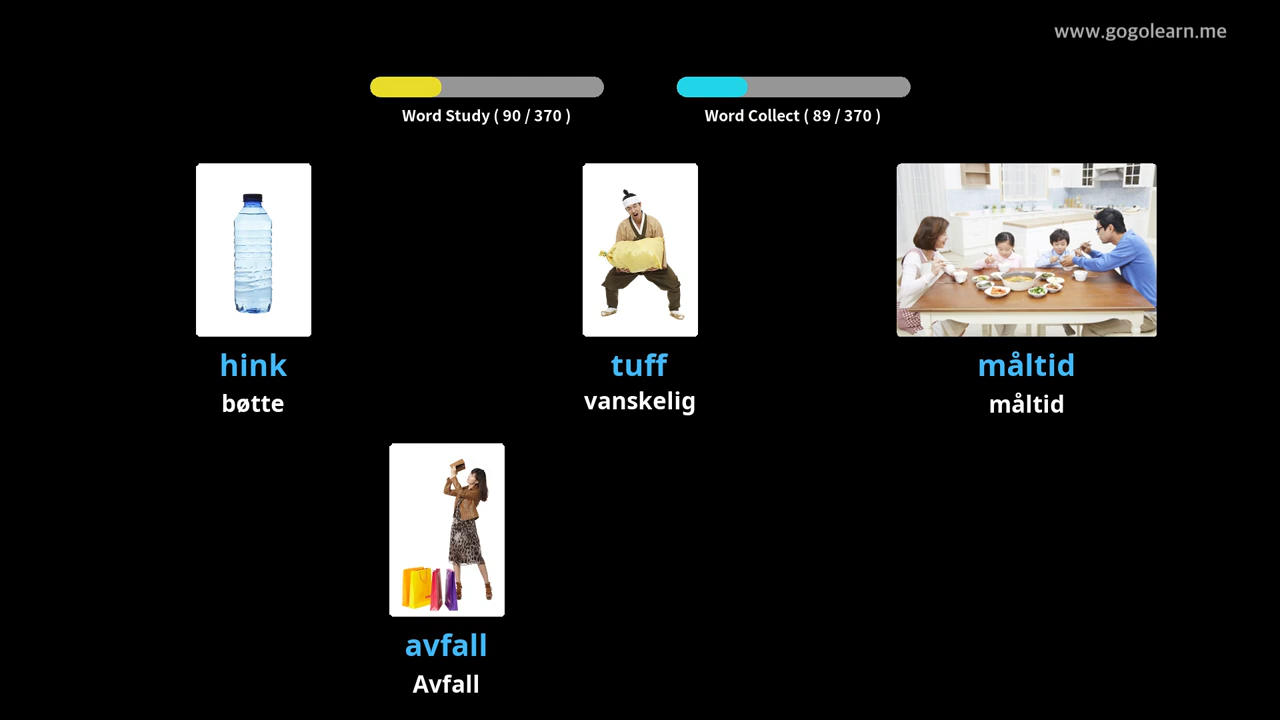 www.gogolearn.me
Word Study ( 90 / 370 )
Word Collect ( 89 / 370 )
hink
bøtte
tuff
vanskelig
måltid
måltid
avfall
Avfall